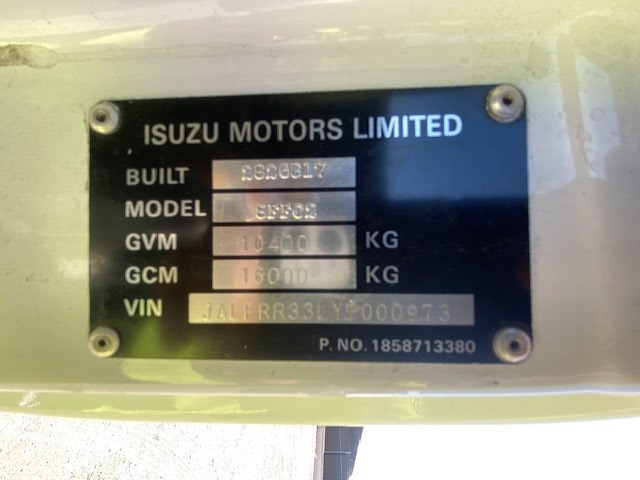 ISUZU MOTORS LIMITED
BUILT
MODEL
GVM 10400 KG
GCM 16000 KG
VIN
P. NO. 1858713380